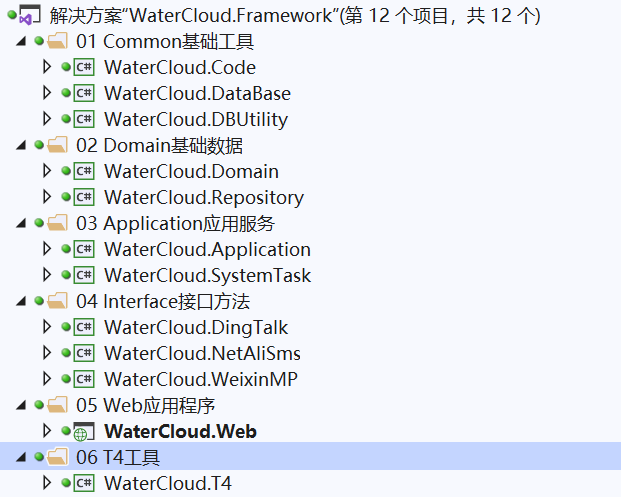 解决方案“WaterCloud.Framework”(第 12 个项目，共 12 个)
01 Common基础工具
C# WaterCloud.Code
C# WaterCloud.DataBase
C# WaterCloud.DBUtility
02 Domain基础数据
C# WaterCloud.Domain
C# WaterCloud.Repository
03 Application应用服务
C# WaterCloud.Application
C# WaterCloud.SystemTask
04 Interface接口方法
C# WaterCloud.DingTalk
C# WaterCloud.NetAliSms
C# WaterCloud.WeixinMP
05 Web应用程序
WaterCloud.Web
06 T4工具
C# WaterCloud.T4